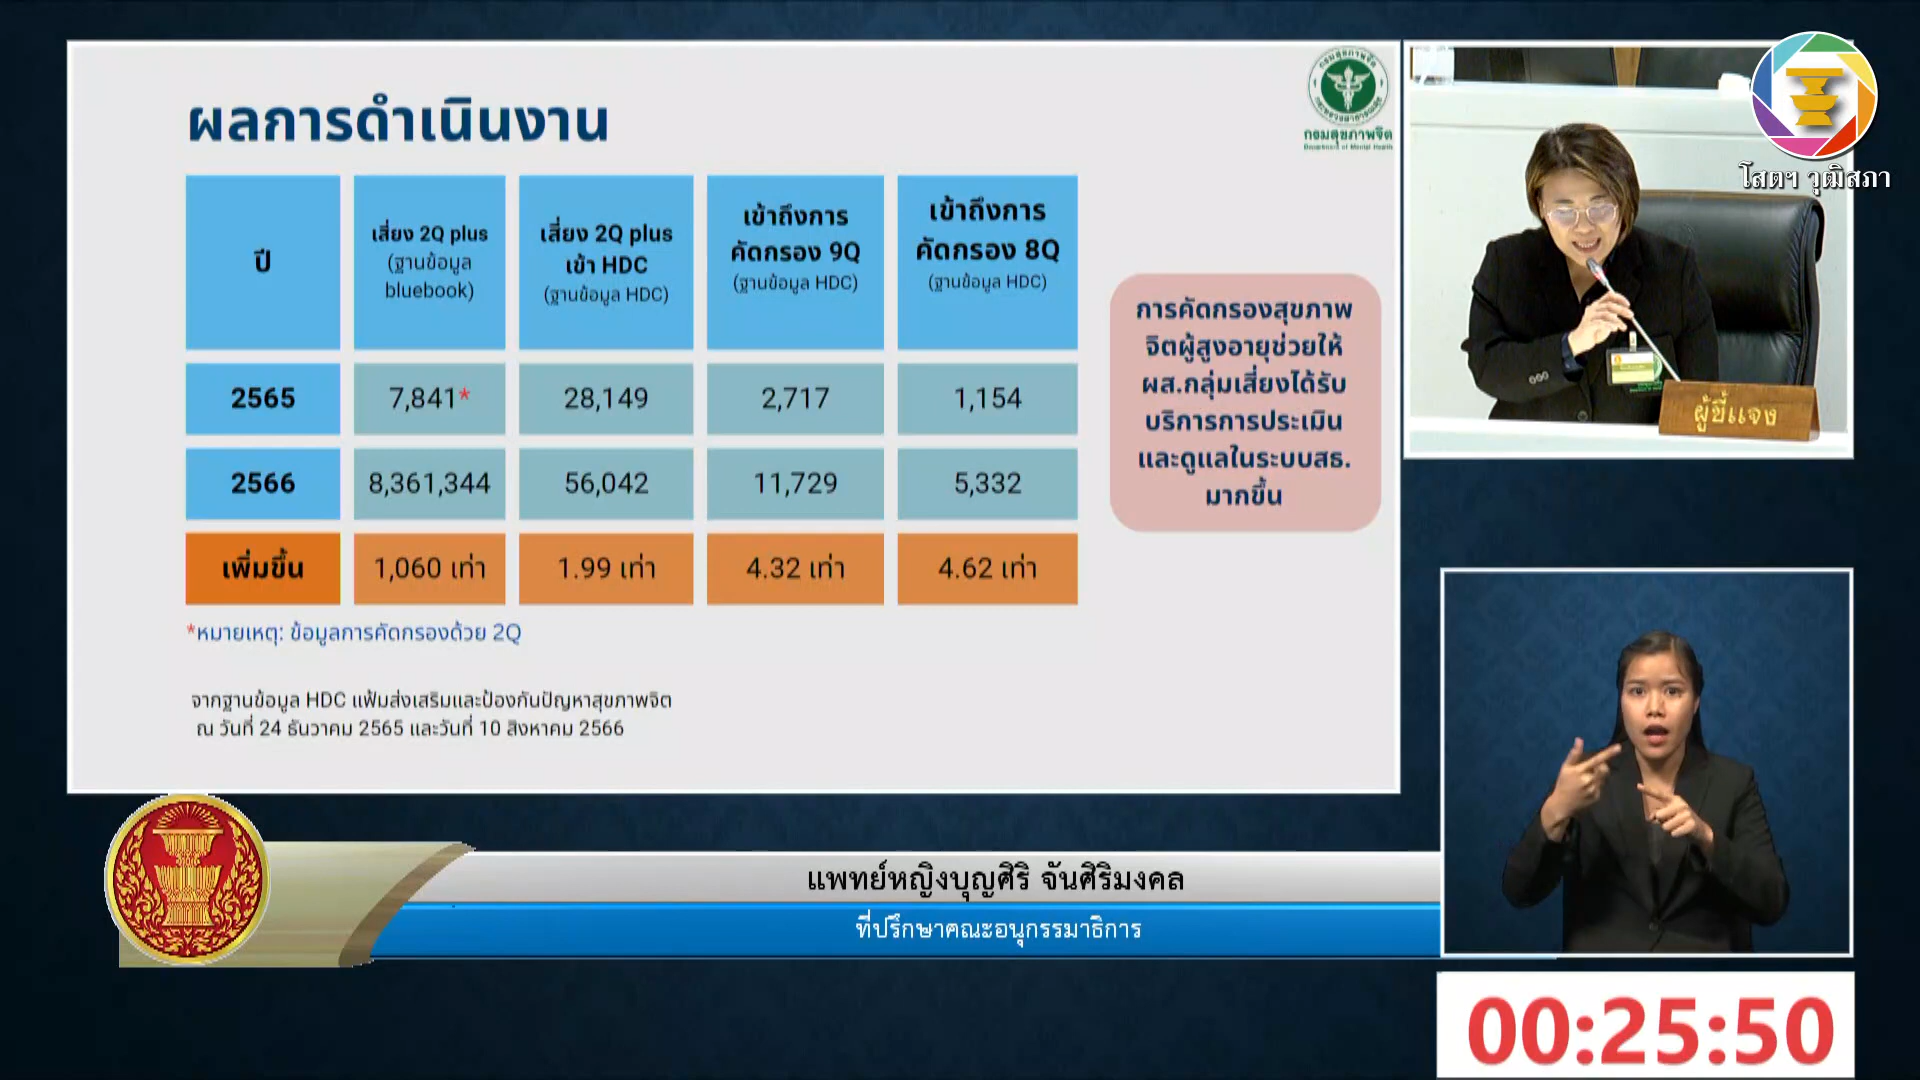 ผลการดำเนินงาน
กรมสุขภาพจิต
Department of Mental Health
โสตฯ วุฒิสภา
ปี
เสี่ยง 2Q plus
(ฐานข้อมูล
bluebook)
เสี่ยง 2Q plus
เข้า HDC
(ฐานข้อมูล HDC)
เข้าถึงการ
คัดกรอง 9Q
(ฐานข้อมูล HDC)
เข้าถึงการ
คัดกรอง 8Q
(ฐานข้อมูล HDC)
2565 7,841* 28,149 2,717 1,154
2566 8,361,344 56,042 11,729 5,332
เพิ่มขึ้น 1,060 เท่า 1.99 เท่า 4.32 เท่า 4.62 เท่า
การคัดกรองสุขภาพ
จิตผู้สูงอายุช่วยให้
ผส.กลุ่มเสี่ยงได้รับ
บริการการประเมิน
และดูแลในระบบสธ.
มากขึ้น
*หมายเหตุ: ข้อมูลการคัดกรองด้วย 2Q
จากฐานข้อมูล HDC แฟ้มส่งเสริมและป้องกันปัญหาสุขภาพจิต
ณ วันที่ 24 ธันวาคม 2565 และวันที่ 10 สิงหาคม 2566
ผู้ชี้แจง
แพทย์หญิงบุญศิริ จันศิริมงคล
ที่ปรึกษาคณะอนุกรรมาธิการ
00:25:50